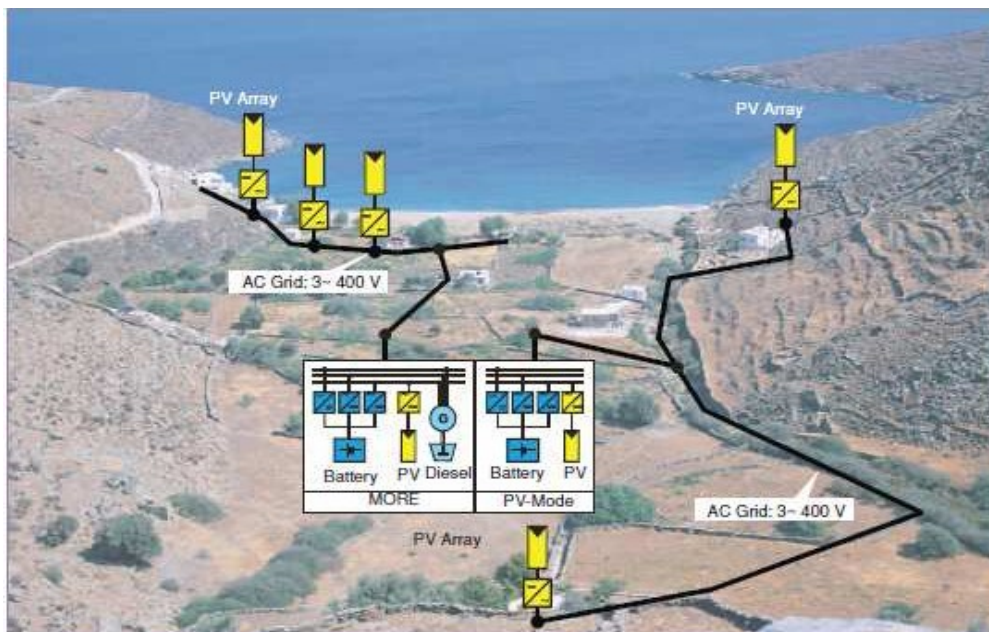 PV Array
PV Array
AC Grid: 3~ 400 V
G
Battery PV Diesel
MORE
Battery PV
PV-Mode
AC Grid: 3~ 400 V
PV Array